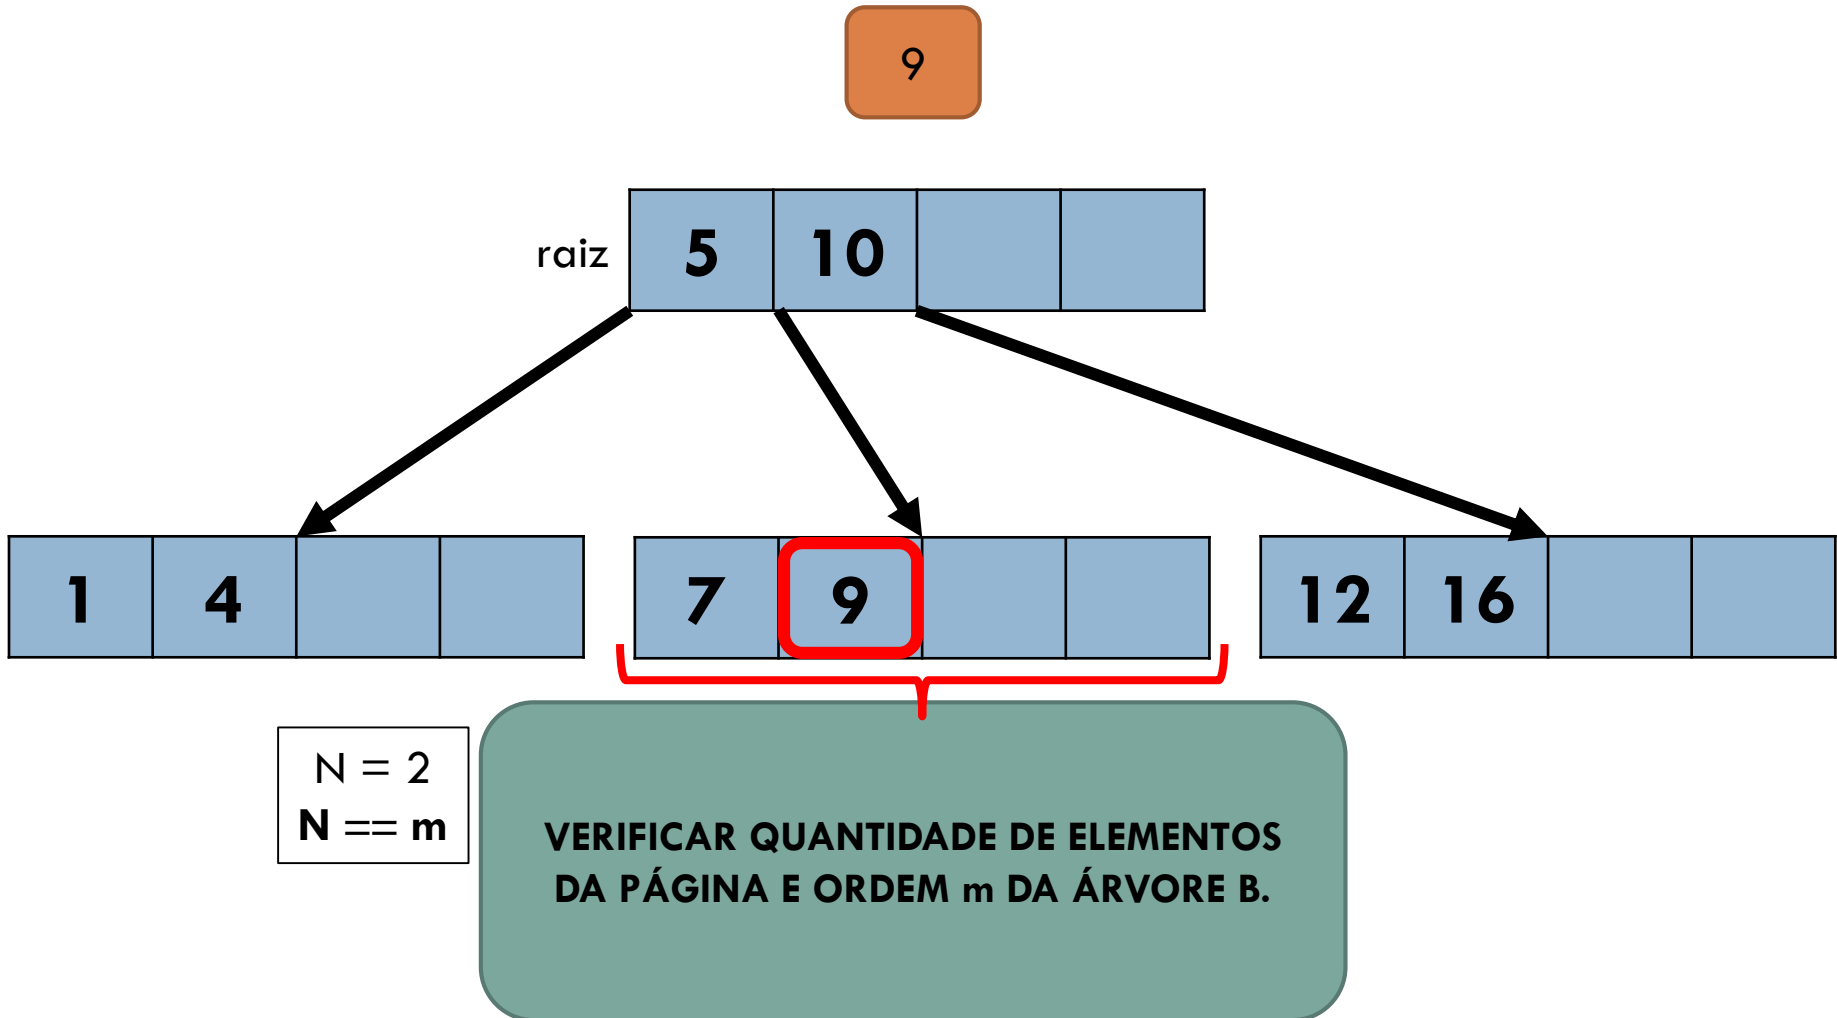 9
raiz
5 10
1 4
7 9
12 16
N = 2
N == m
VERIFICAR QUANTIDADE DE ELEMENTOS
DA PÁGINA E ORDEM m DA ÁRVORE B.